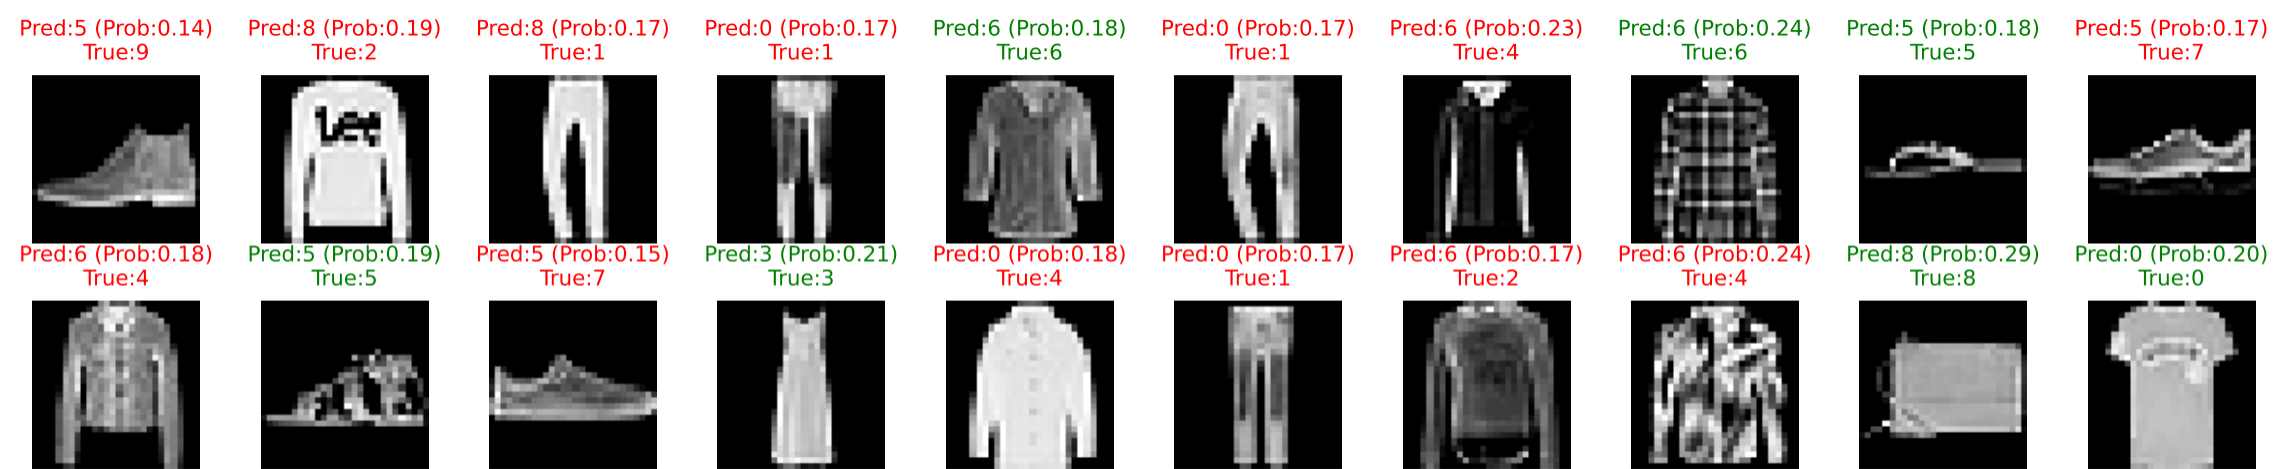 Pred:5 (Prob:0.14)
True:9
Pred:8 (Prob:0.19)
True:2
Pred:8 (Prob:0.17)
True:1
Pred:0 (Prob:0.17)
True:1
Pred:6 (Prob:0.18)
True:6
Pred:0 (Prob:0.17)
True:1
Pred:6 (Prob:0.23)
True:4
Pred:6 (Prob:0.24)
True:6
Pred:5 (Prob:0.18)
True:5
Pred:5 (Prob:0.17)
True:7
Lee
Pred:6 (Prob:0.18)
True:4
Pred:5 (Prob:0.19)
True:5
Pred:5 (Prob:0.15)
True:7
Pred:3 (Prob:0.21)
True:3
Pred:0 (Prob:0.18)
True:4
Pred:0 (Prob:0.17)
True:1
Pred:6 (Prob:0.17)
True:2
Pred:6 (Prob:0.24)
True:4
Pred:8 (Prob:0.29)
True:8
Pred:0 (Prob:0.20)
True:0